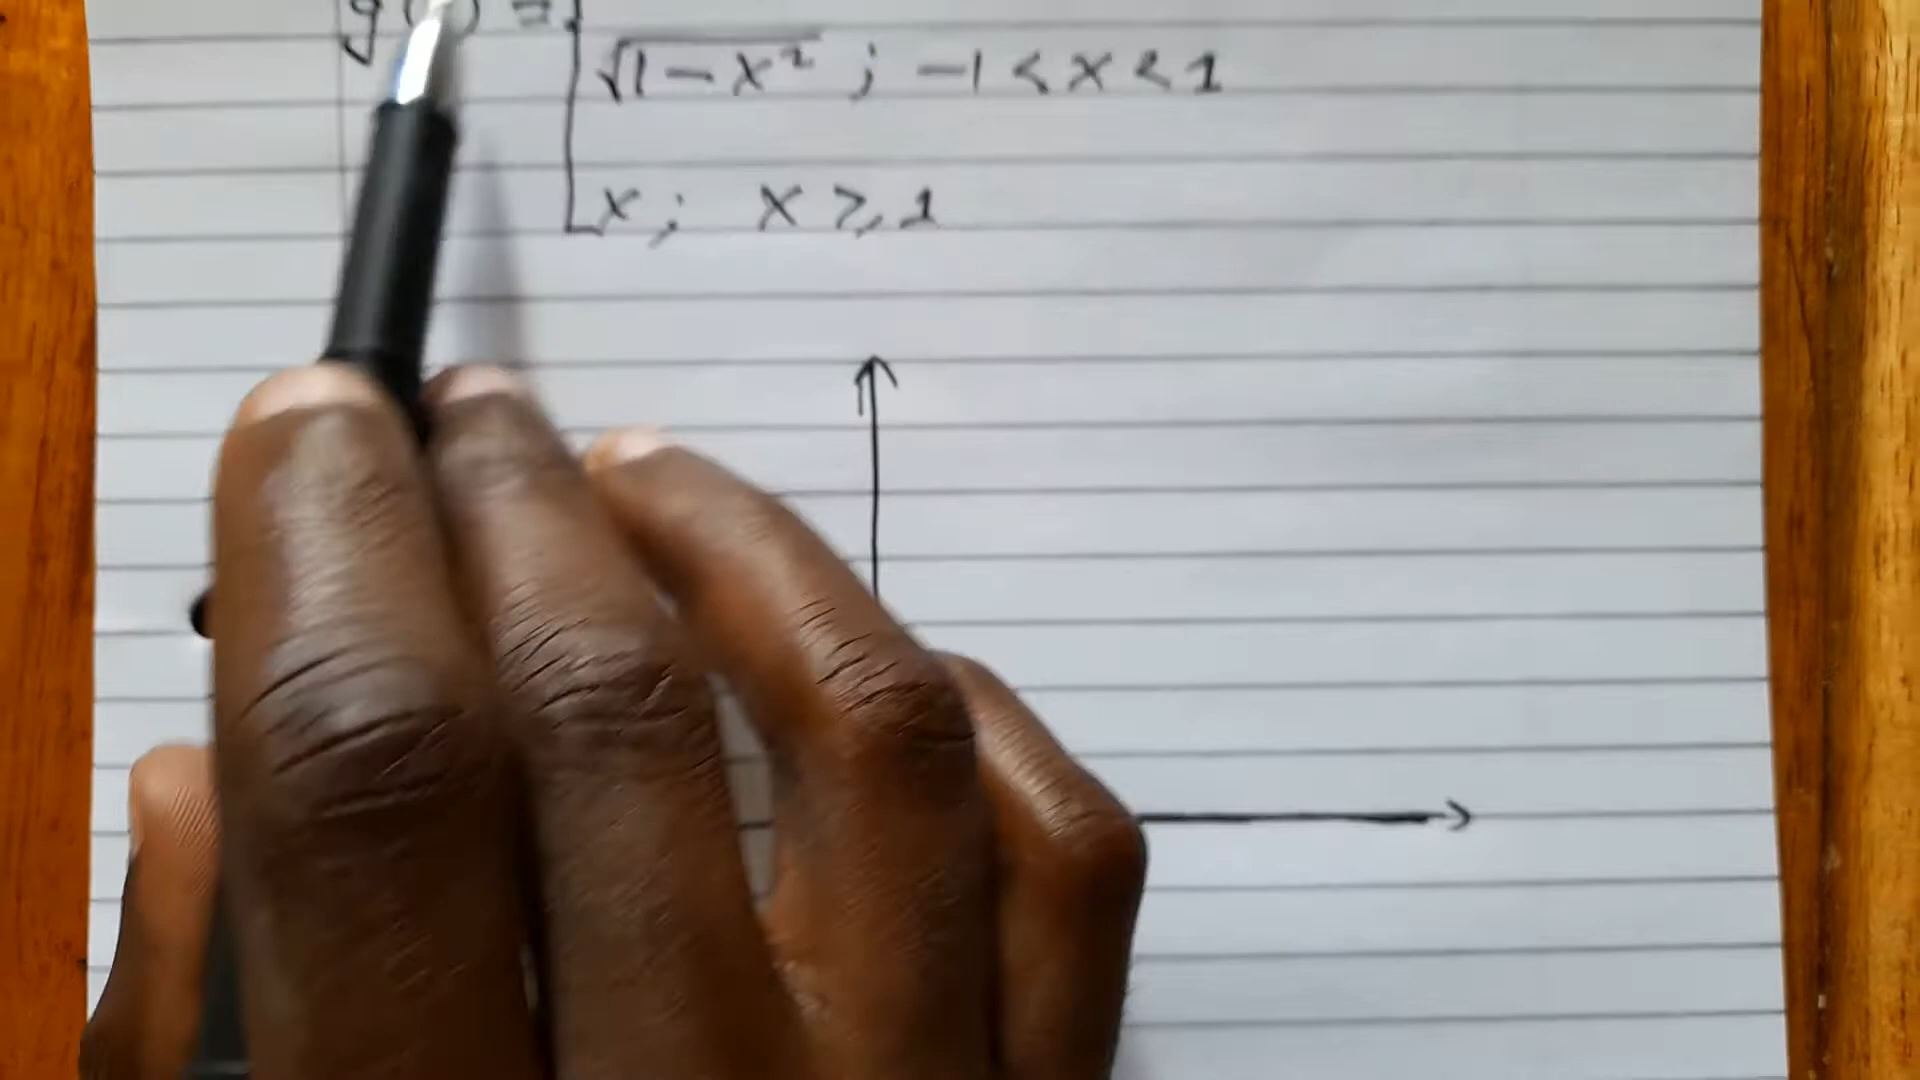 g( ) =
√1-x² ; -1 < x < 1
x; x ⩾ 1